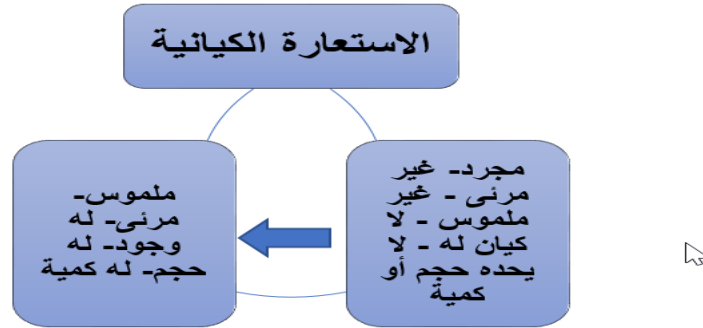 الاستعارة الكيانية
مجرد- غير
مرئى - غير
ملموس - لا
كيان له - لا
يحده حجم أو
كمية
ملموس-
مرئى- له
وجود- له
حجم- له كمية